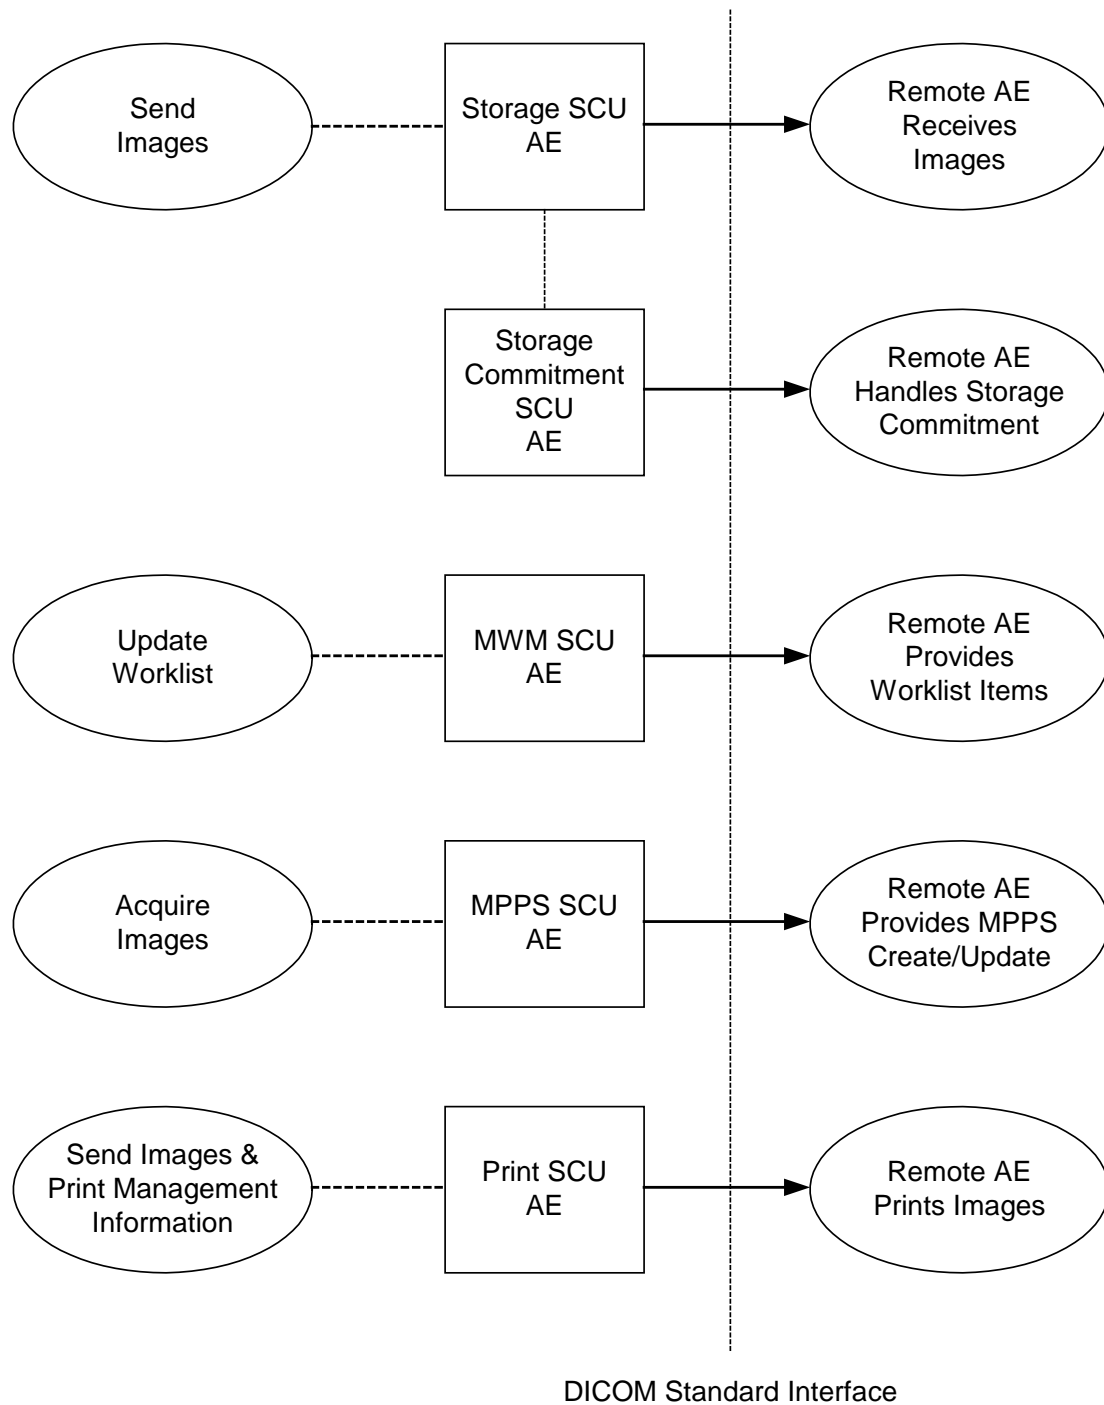 Send
Images
Storage SCU
AE
Remote AE
Receives
Images
Storage
Commitment
SCU
AE
Remote AE
Handles Storage
Commitment
Update
Worklist
MWM SCU
AE
Remote AE
Provides
Worklist Items
Acquire
Images
MPPS SCU
AE
Remote AE
Provides MPPS
Create/Update
Send Images &
Print Management
Information
Print SCU
AE
Remote AE
Prints Images
DICOM Standard Interface